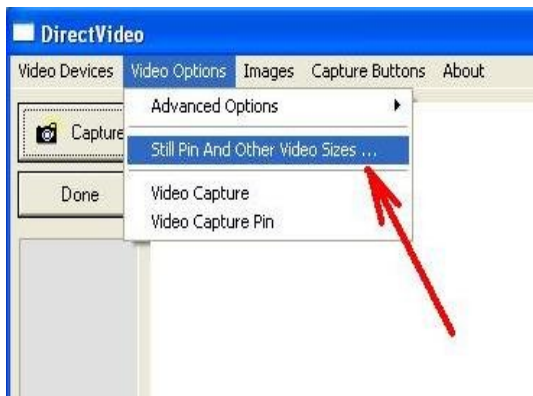 DirectVideo
Video Devices Video Options Images Capture Buttons About
Advanced Options
Capture
Still Pin And Other Video Sizes ...
Done
Video Capture
Video Capture Pin